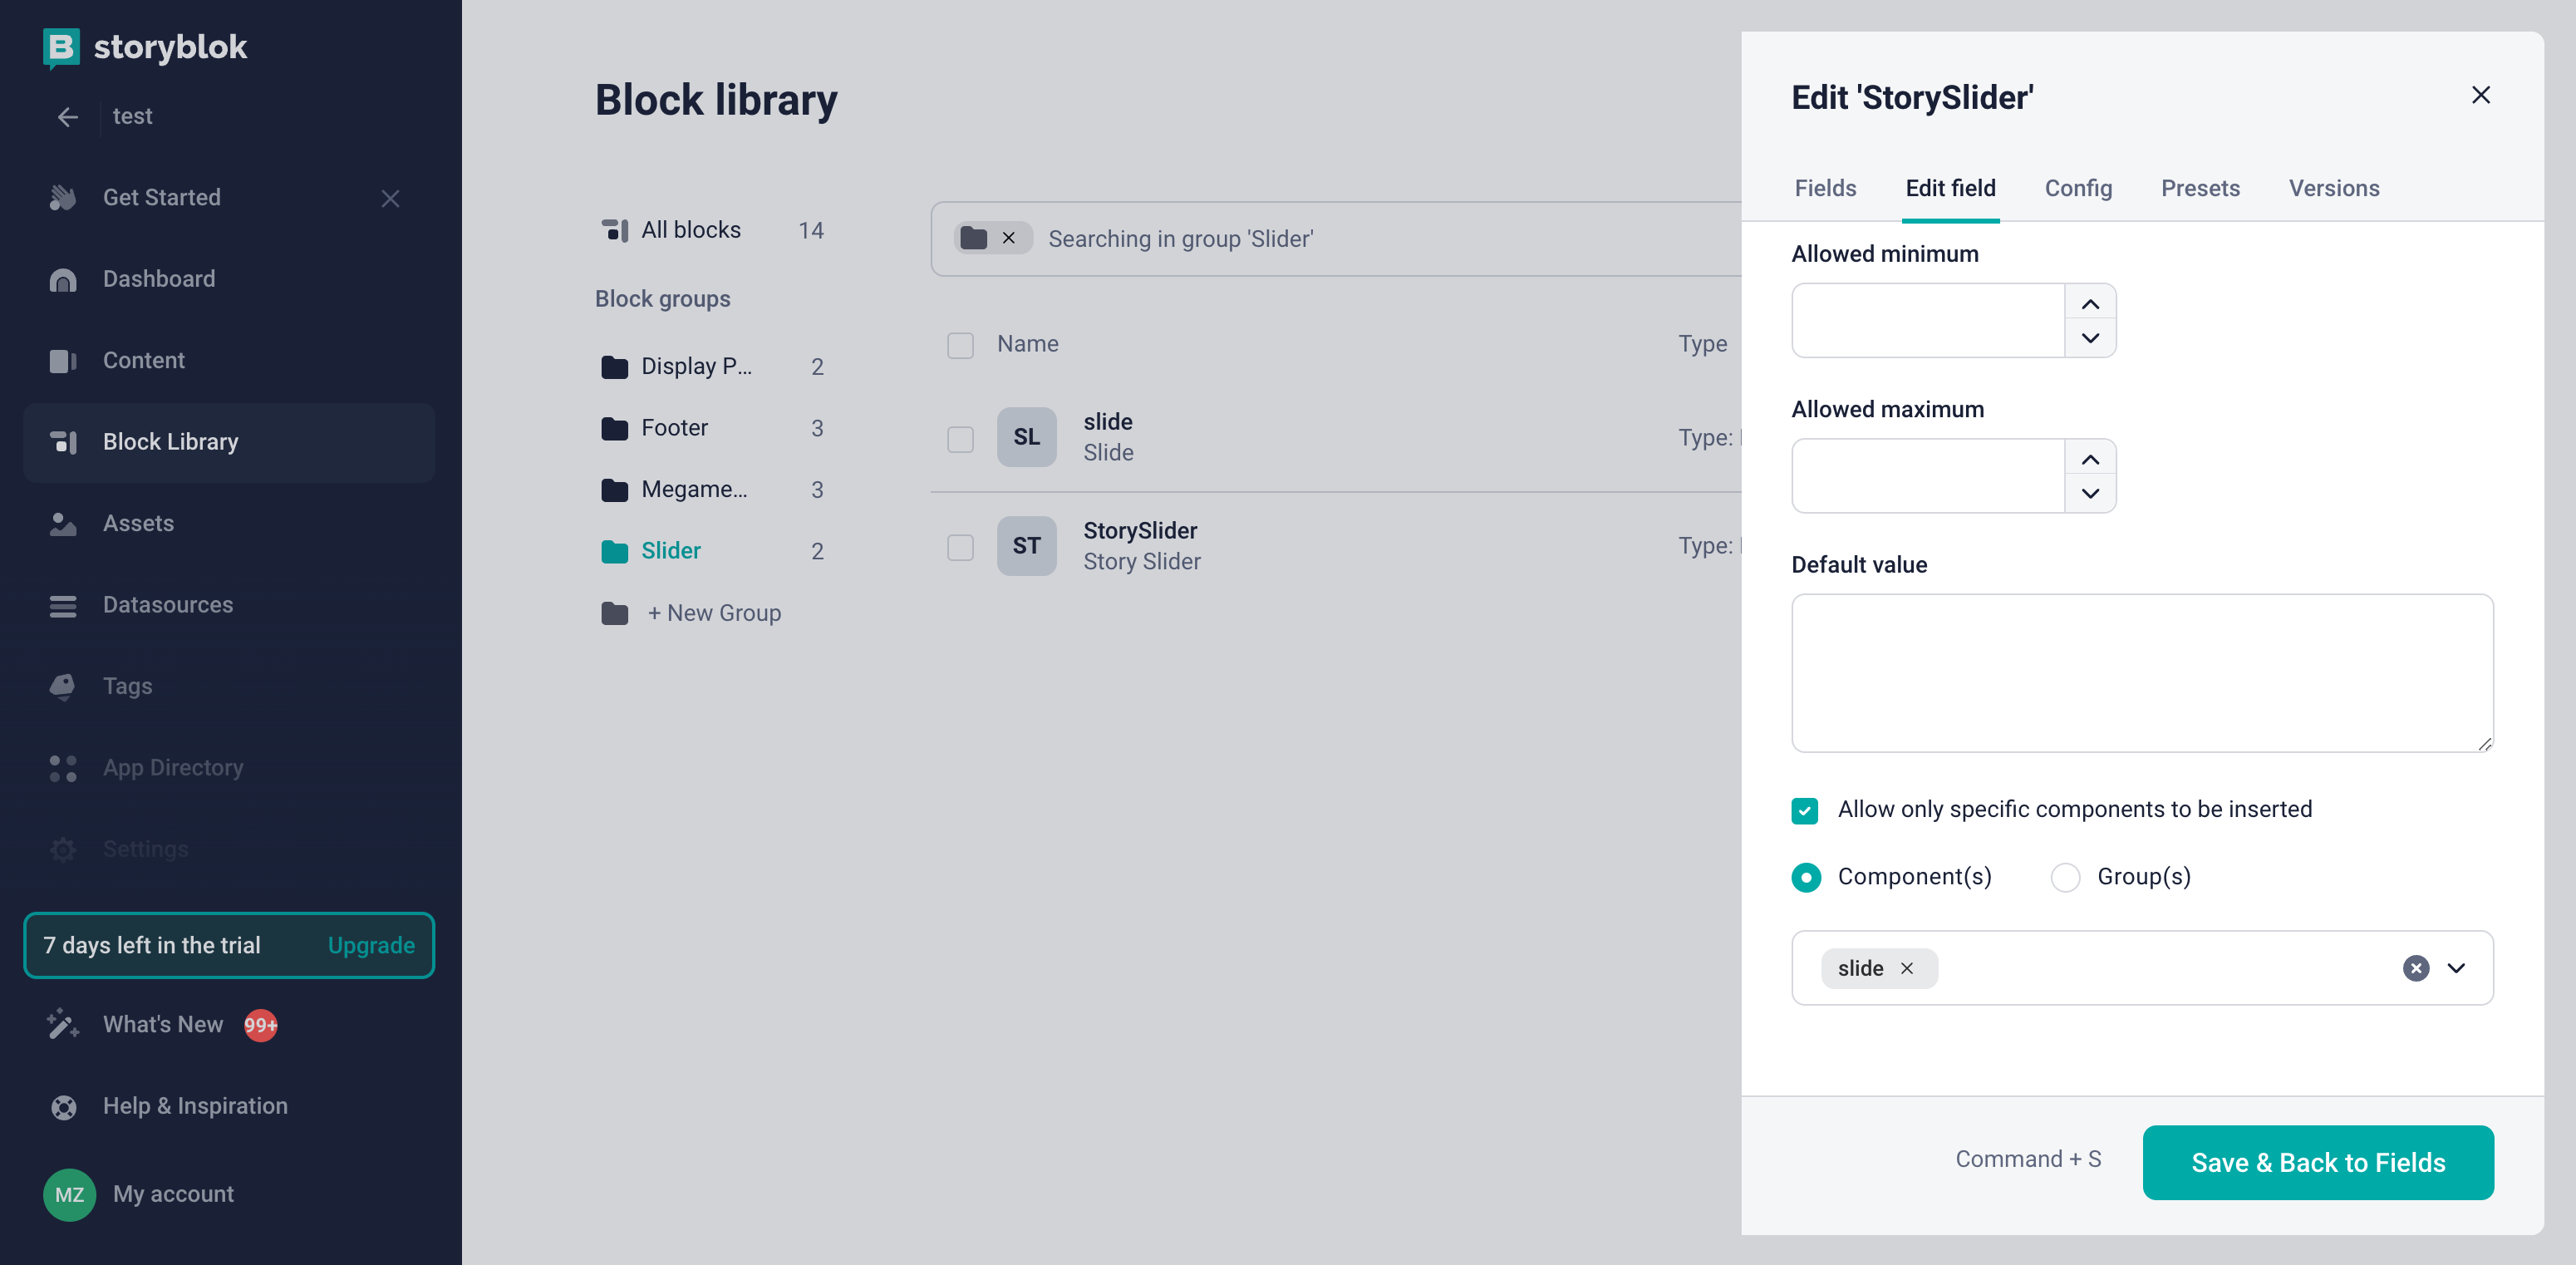 storyblok
test
Get Started
Dashboard
Content
Block Library
Assets
Datasources
Tags
App Directory
Settings
7 days left in the trial Upgrade
What's New 99+
Help & Inspiration
MZ My account
Block library
All blocks 14
Block groups
Display P... 2
Footer 3
Megame... 3
Slider 2
+ New Group
Searching in group 'Slider'
Name Type
SL slide Type:
Slide
ST StorySlider Type:
Story Slider
Edit 'StorySlider'
Fields Edit field Config Presets Versions
Allowed minimum
Allowed maximum
Default value
Allow only specific components to be inserted
Component(s) Group(s)
slide
Command + S Save & Back to Fields